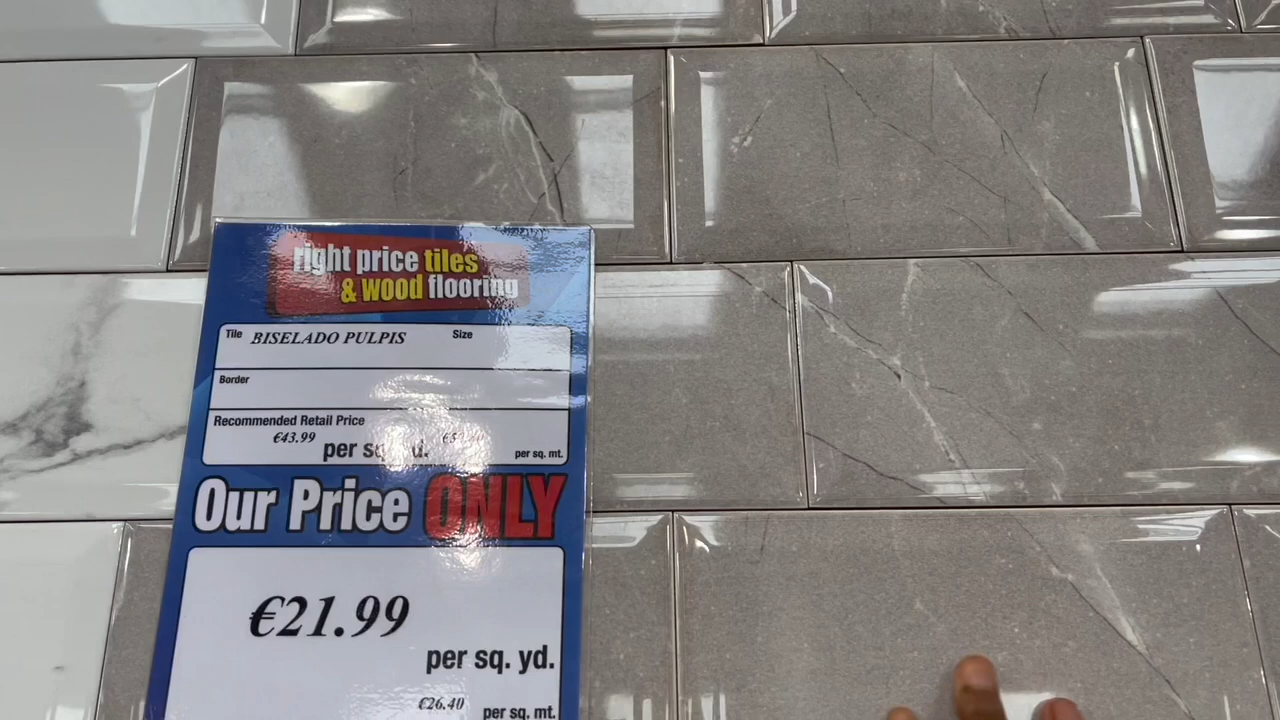 right price tiles
& wood flooring
Tile BISELADO PULPIS Size
Border
Recommended Retail Price
€43.99 per sq. yd. per sq. mt.
Our Price ONLY
€21.99
per sq. yd.
€26.40 per sq. mt.